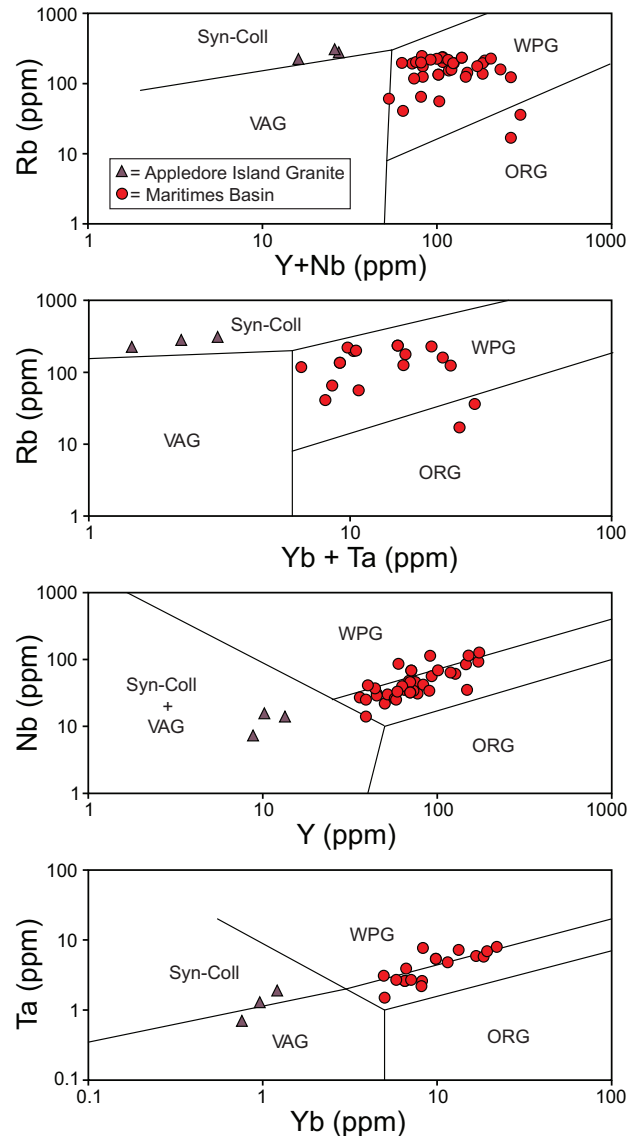 1000
Syn-Coll
WPG
100
VAG
Rb (ppm)
10
= Appledore Island Granite
= Maritimes Basin
ORG
1
1 10 100 1000
Y+Nb (ppm)
1000
Syn-Coll
WPG
100
Rb (ppm)
VAG
10
ORG
1
1 10 100
Yb + Ta (ppm)
1000
WPG
100
Nb (ppm)
Syn-Coll
+
VAG
10
ORG
1
1 10 100 1000
Y (ppm)
100
WPG
10
Syn-Coll
Ta (ppm)
1
VAG
ORG
0.1
0.1 1 10 100
Yb (ppm)